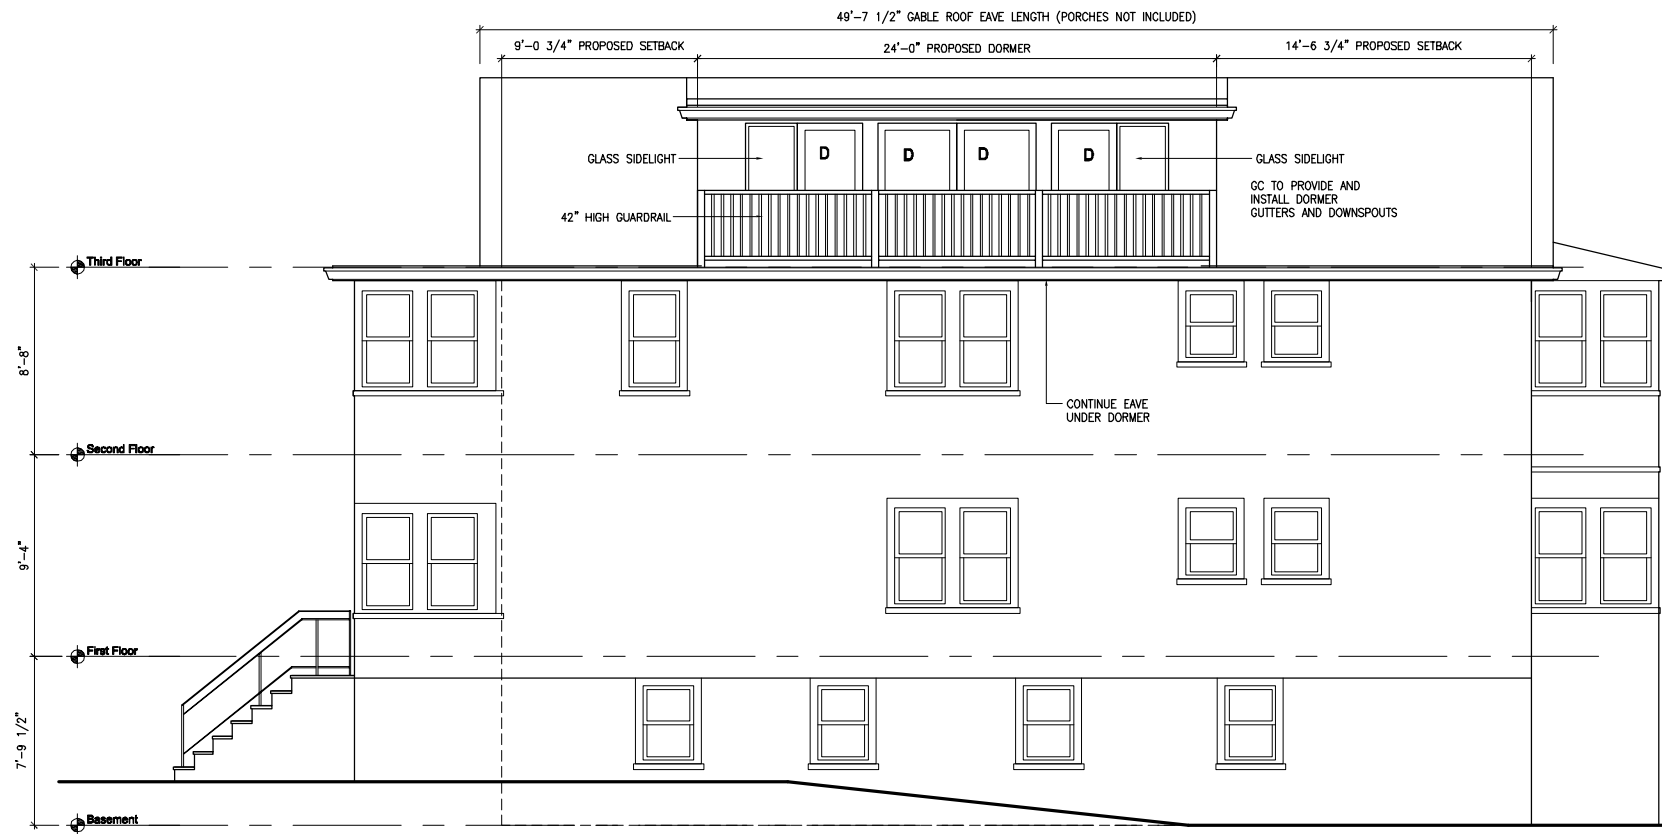 49'-7 1/2" GABLE ROOF EAVE LENGTH (PORCHES NOT INCLUDED)
9'-0 3/4" PROPOSED SETBACK
24'-0" PROPOSED DORMER
14'-6 3/4" PROPOSED SETBACK
GLASS SIDELIGHT
D
D
D
D
GLASS SIDELIGHT
GC TO PROVIDE AND
INSTALL DORMER
GUTTERS AND DOWNSPOUTS
42" HIGH GUARDRAIL
Third Floor
8'-8"
CONTINUE EAVE
UNDER DORMER
Second Floor
9'-4"
First Floor
7'-9 1/2"
Basement